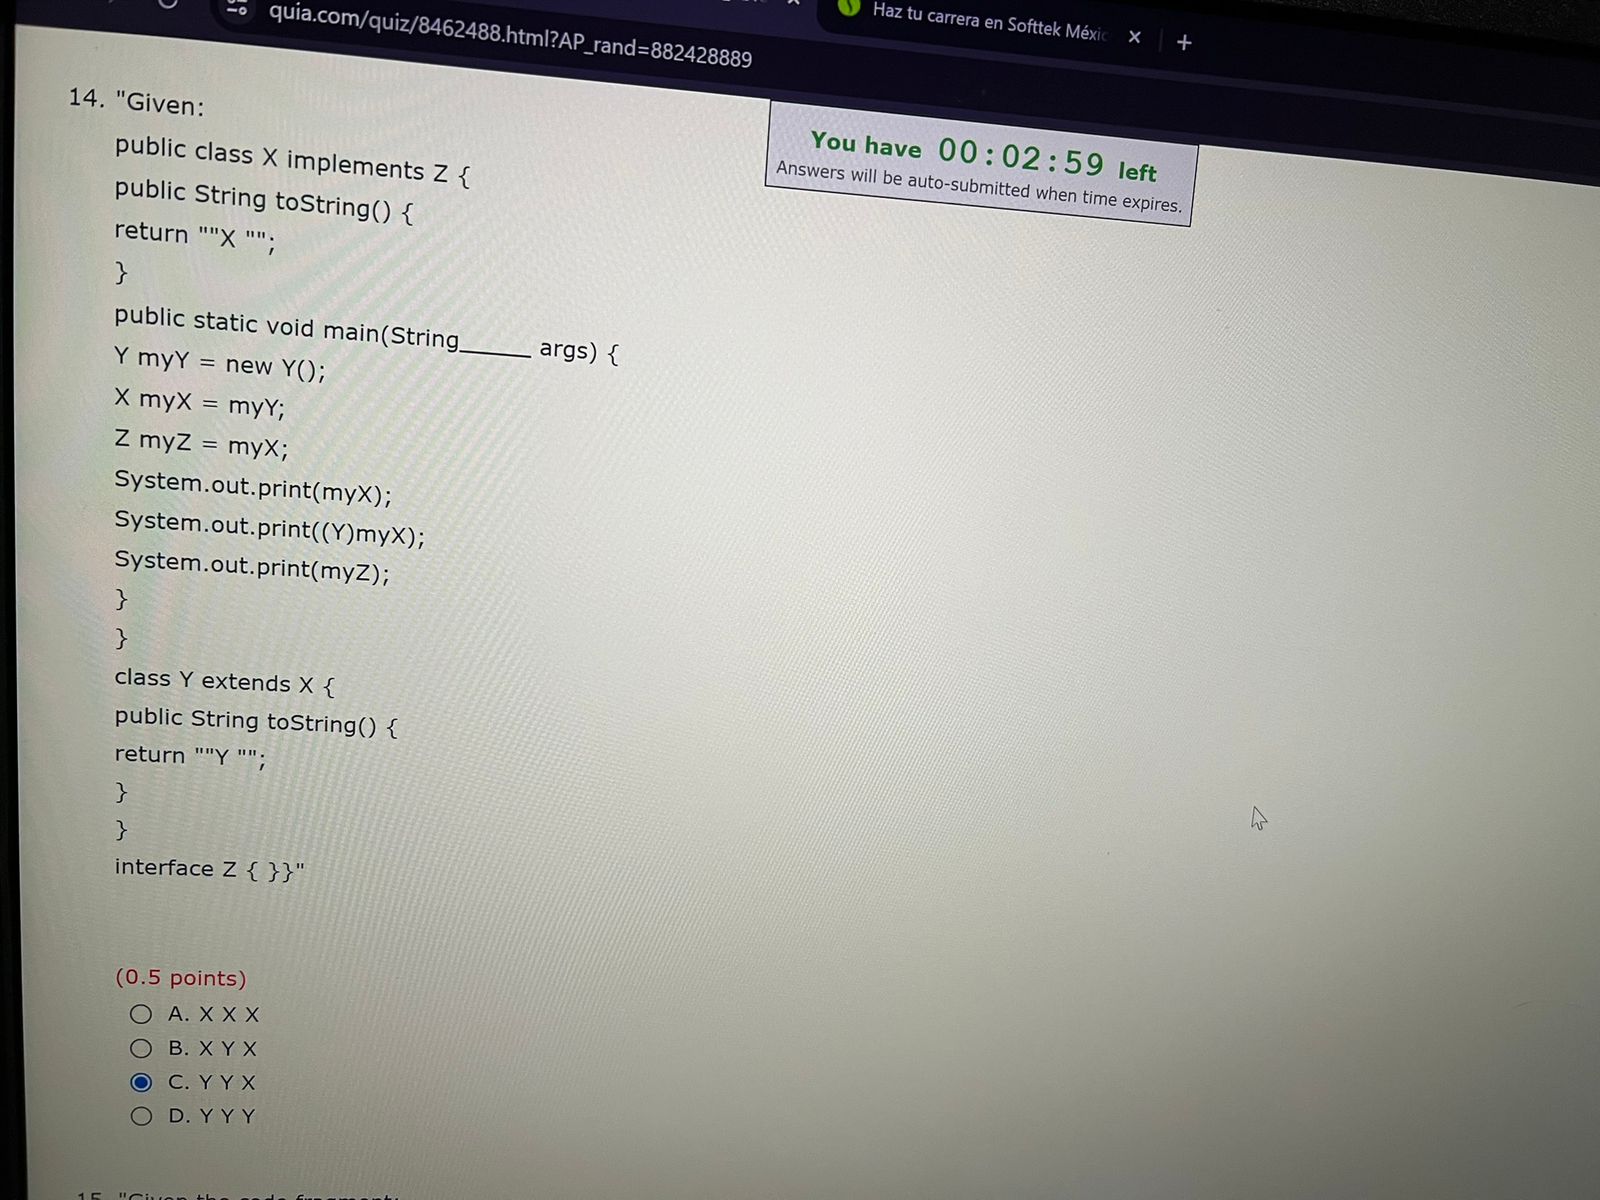 quia.com/quiz/8462488.html?AP_rand=882428889
Haz tu carrera en Softtek Méxic
14. "Given:
You have 00:02:59 left
Answers will be auto-submitted when time expires.
public class X implements Z {
public String toString() {
return ""X "";
}
public static void main(String______ args) {
Y myY = new Y();
X myX = myY;
Z myZ = myX;
System.out.print(myX);
System.out.print((Y)myX);
System.out.print(myZ);
}
}
class Y extends X {
public String toString() {
return ""Y "";
}
}
interface Z { }}"
(0.5 points)
A. X X X
B. X Y X
C. Y Y X
D. Y Y Y
15. "Given the code fragment: